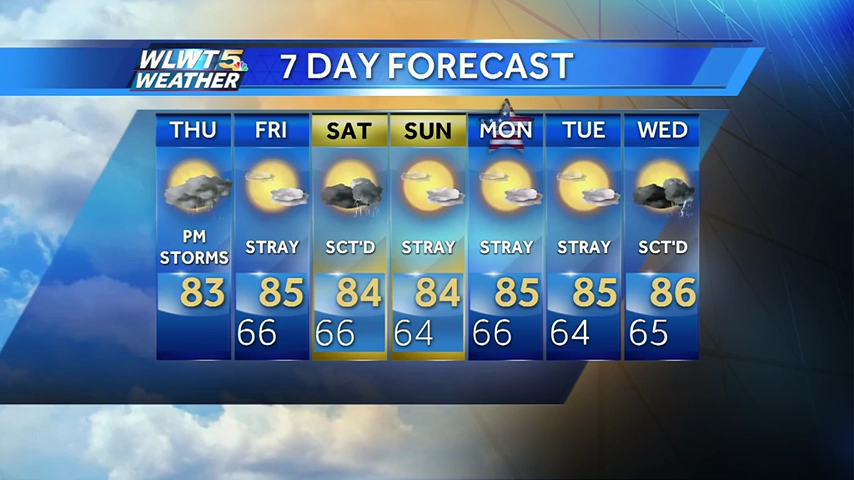 WLWT 5
WEATHER
7 DAY FORECAST
THU FRI SAT SUN MON TUE WED
PM
STORMS STRAY SCT'D STRAY STRAY STRAY SCT'D
83 85 84 84 85 85 86
66 66 64 66 64 65